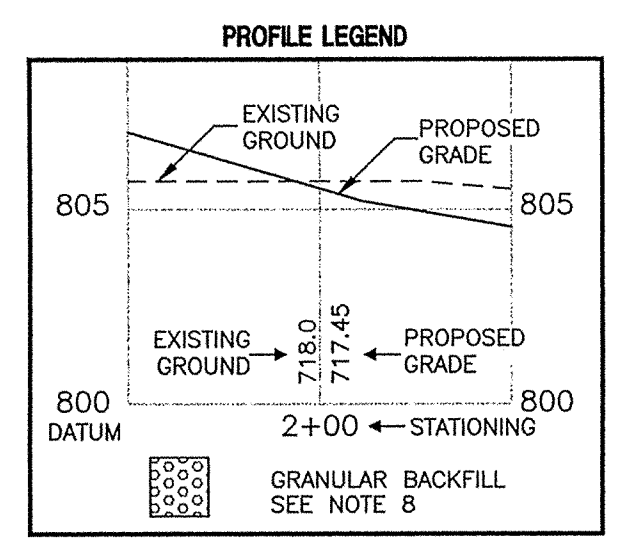 PROFILE LEGEND
EXISTING
GROUND
PROPOSED
GRADE
805
805
EXISTING
GROUND
718.0
717.45
PROPOSED
GRADE
800
800
DATUM
2+00
STATIONING
GRANULAR BACKFILL
SEE NOTE 8